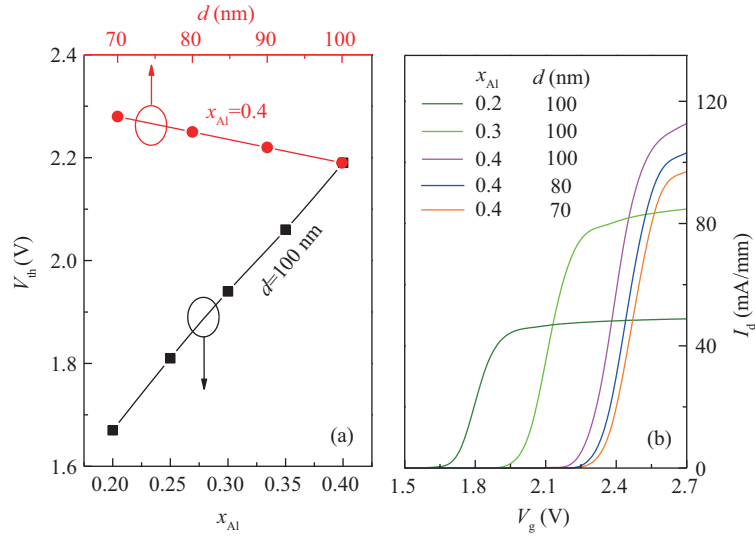 d (nm)
70 80 90 100
2.4
2.2
2.0
1.8
1.6
V_th (V)
x_Al=0.4
d=100 nm
(a)
0.20 0.25 0.30 0.35 0.40
x_Al
x_Al d (nm)
0.2 100
0.3 100
0.4 100
0.4 80
0.4 70
120
80
40
0
I_d (mA/mm)
(b)
1.5 1.8 2.1 2.4 2.7
V_g (V)